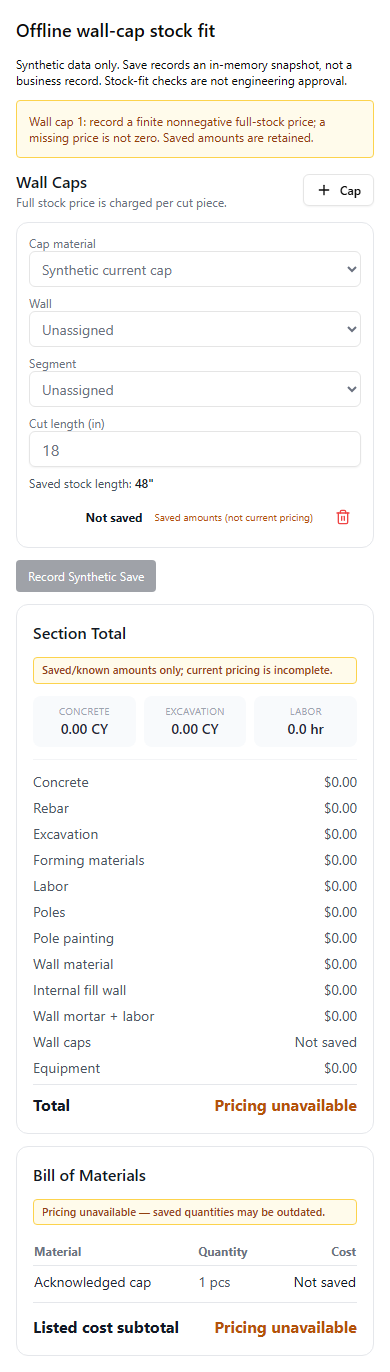 Offline wall-cap stock fit
Synthetic data only. Save records an in-memory snapshot, not a
business record. Stock-fit checks are not engineering approval.
Wall cap 1: record a finite nonnegative full-stock price; a
missing price is not zero. Saved amounts are retained.
Wall Caps
Full stock price is charged per cut piece.
+ Cap
Cap material
Synthetic current cap
Wall
Unassigned
Segment
Unassigned
Cut length (in)
18
Saved stock length: 48"
Not saved Saved amounts (not current pricing)
Record Synthetic Save
Section Total
Saved/known amounts only; current pricing is incomplete.
CONCRETE EXCAVATION LABOR
0.00 CY 0.00 CY 0.0 hr
Concrete $0.00
Rebar $0.00
Excavation $0.00
Forming materials $0.00
Labor $0.00
Poles $0.00
Pole painting $0.00
Wall material $0.00
Internal fill wall $0.00
Wall mortar + labor $0.00
Wall caps Not saved
Equipment $0.00
Total Pricing unavailable
Bill of Materials
Pricing unavailable — saved quantities may be outdated.
Material Quantity Cost
Acknowledged cap 1 pcs Not saved
Listed cost subtotal Pricing unavailable